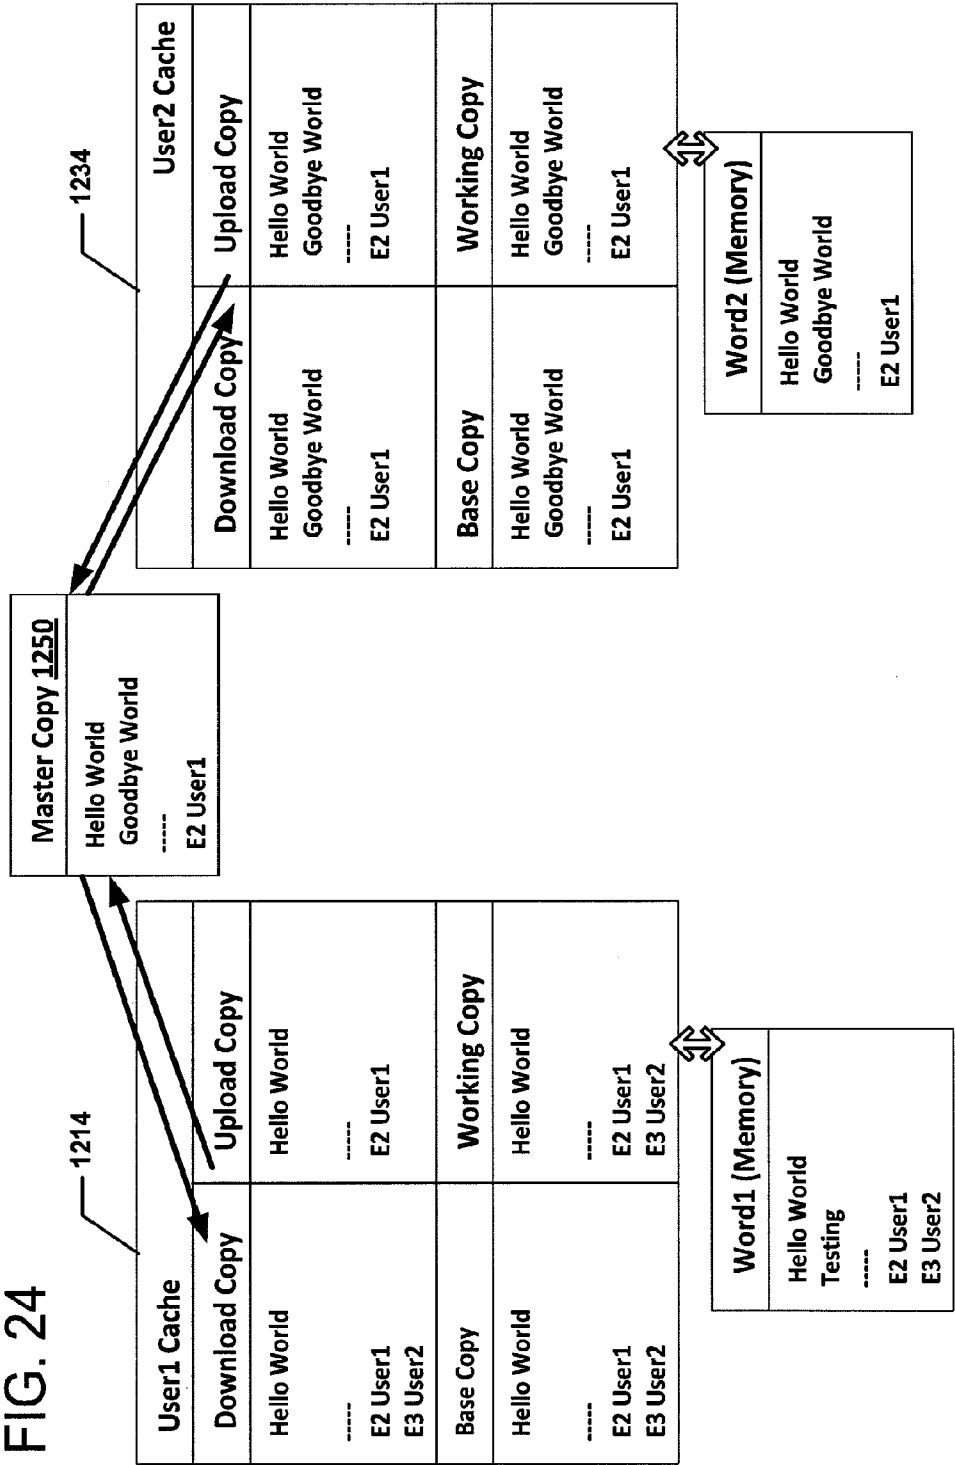 FIG. 24
1214
User1 Cache
Download Copy
Hello World
-----
E2 User1
E3 User2
Upload Copy
Hello World
-----
E2 User1
Base Copy
Hello World
-----
E2 User1
E3 User2
Working Copy
Hello World
-----
E2 User1
E3 User2
Word1 (Memory)
Hello World
Testing
-----
E2 User1
E3 User2
Master Copy 1250
Hello World
Goodbye World
-----
E2 User1
1234
User2 Cache
Download Copy
Hello World
Goodbye World
-----
E2 User1
Upload Copy
Hello World
Goodbye World
-----
E2 User1
Base Copy
Hello World
Goodbye World
-----
E2 User1
Working Copy
Hello World
Goodbye World
-----
E2 User1
Word2 (Memory)
Hello World
Goodbye World
-----
E2 User1